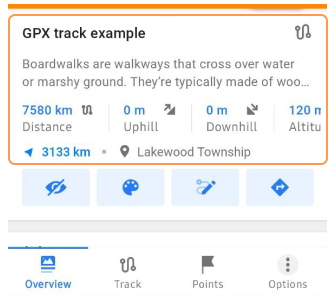 GPX track example
Boardwalks are walkways that cross over water
or marshy ground. They're typically made of woo...
7580 km 0 m 0 m 120 m
Distance Uphill Downhill Altitu
3133 km • Lakewood Township
Overview Track Points Options